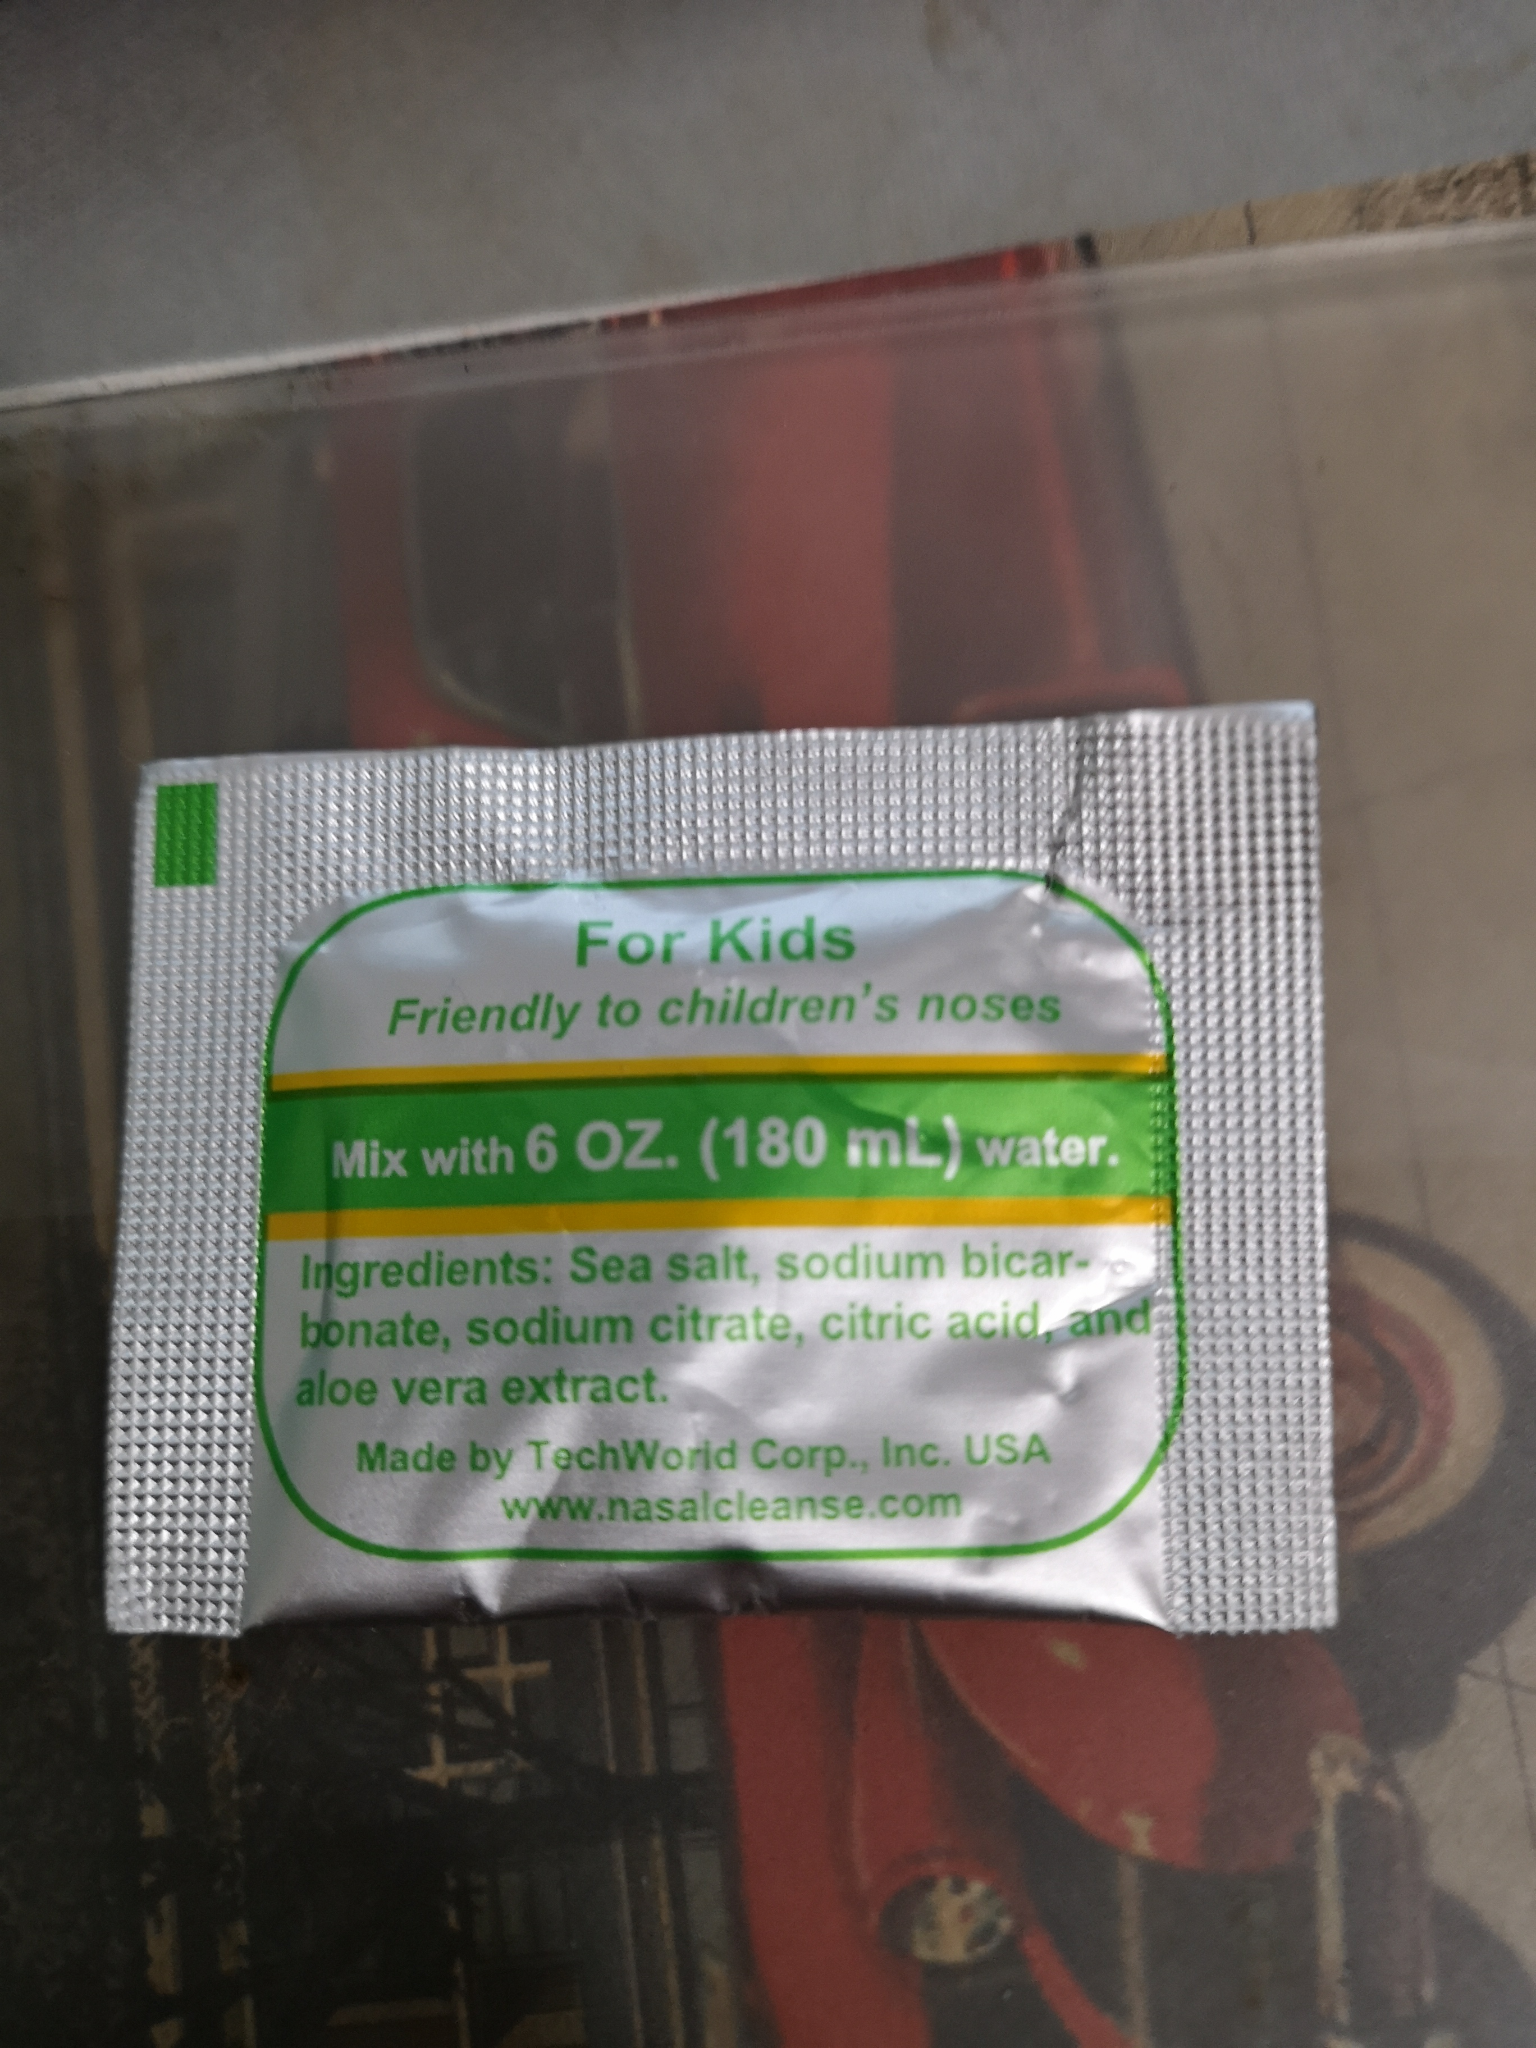 For Kids
Friendly to children's noses
Mix with 6 OZ. (180 mL) water.
Ingredients: Sea salt, sodium bicar-
bonate, sodium citrate, citric acid, and
aloe vera extract.
Made by TechWorld Corp., Inc. USA
www.nasalcleanse.com